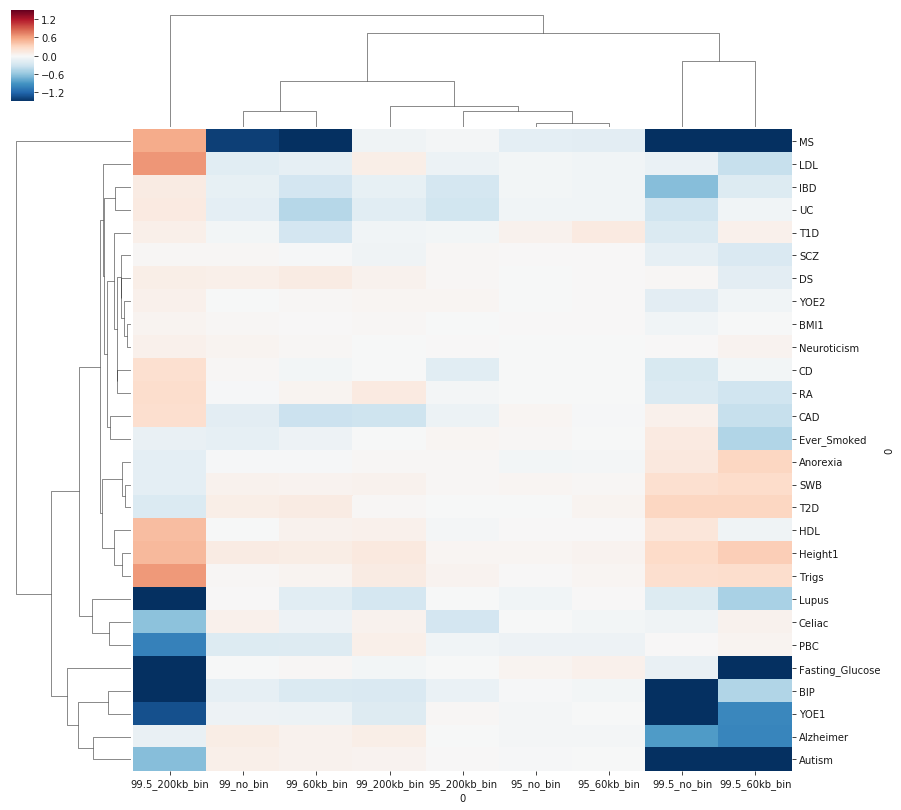 1.2
0.6
0.0
−0.6
−1.2
MS
LDL
IBD
UC
T1D
SCZ
DS
YOE2
BMI1
Neuroticism
CD
RA
CAD
Ever_Smoked
0
Anorexia
SWB
T2D
HDL
Height1
Trigs
Lupus
Celiac
PBC
Fasting_Glucose
BIP
YOE1
Alzheimer
Autism
99.5_200kb_bin 99_no_bin 99_60kb_bin 99_200kb_bin 95_200kb_bin 95_no_bin 95_60kb_bin 99.5_no_bin 99.5_60kb_bin
0